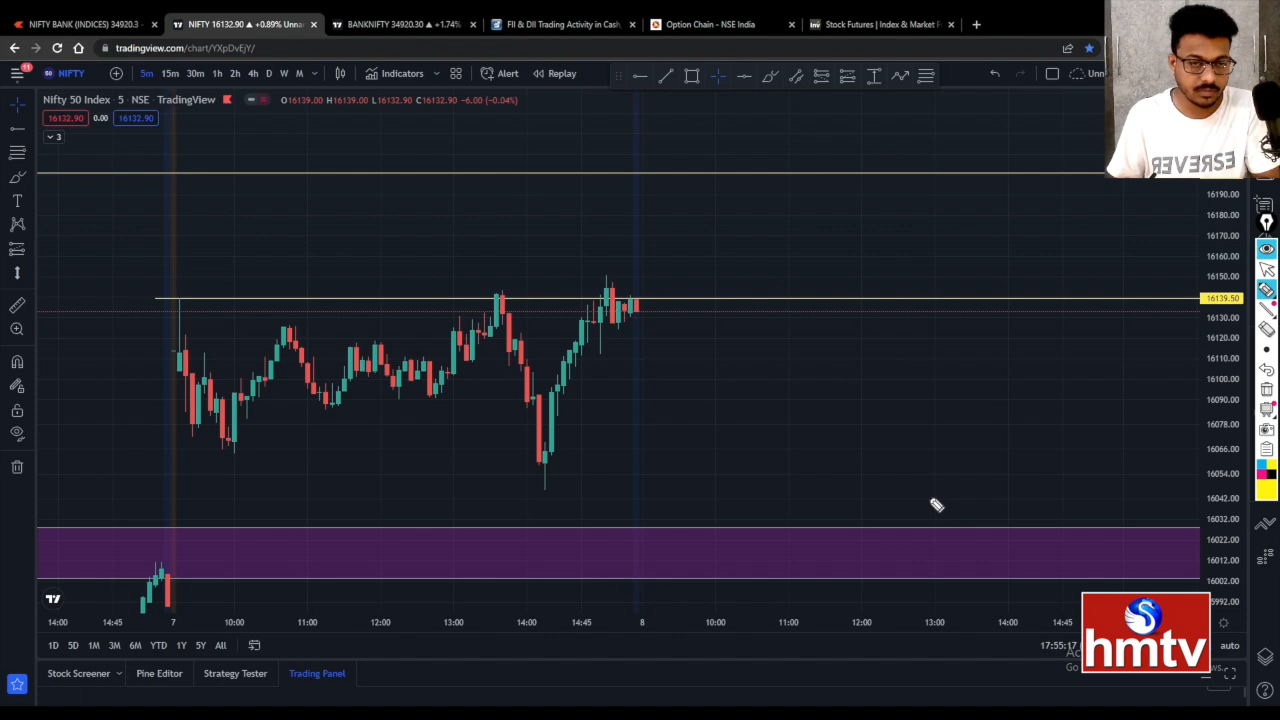 NIFTY BANK (INDICES) 34920.3
NIFTY 16132.90 ▲ +0.89% Unna
BANKNIFTY 34920.30 ▲ +1.74%
FII & DII Trading Activity in Cash,
Option Chain - NSE India
Stock Futures | Index & Market F
tradingview.com/chart/YXpDvEjY/
11
50 NIFTY
5m 15m 30m 1h 2h 4h D W M
Indicators
Alert
Replay
Unn
Nifty 50 Index · 5 · NSE TradingView
O16139.00 H16139.00 L16132.90 C16132.90 −6.00 (−0.04%)
16132.90 0.00 16132.90
3
ESREVER
16190.00
16180.00
16170.00
16160.00
16150.00
16139.50
16130.00
16120.00
16110.00
16100.00
16090.00
16078.00
16066.00
16054.00
16042.00
16032.00
16022.00
16012.00
16002.00
5992.00
14:00 14:45 7 10:00 11:00 12:00 13:00 14:00 14:45 8 10:00 11:00 12:00 13:00 14:00 14:45
1D 5D 1M 3M 6M YTD 1Y 5Y All
17:55:17
auto
hmtv
Stock Screener Pine Editor Strategy Tester Trading Panel